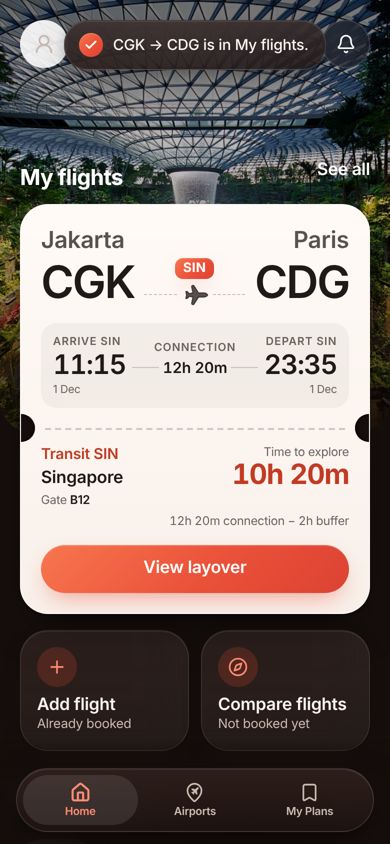 CGK → CDG is in My flights.
My flights
See all
Jakarta
Paris
CGK
SIN
CDG
ARRIVE SIN
CONNECTION
DEPART SIN
11:15
12h 20m
23:35
1 Dec
1 Dec
Transit SIN
Time to explore
Singapore
10h 20m
Gate B12
12h 20m connection – 2h buffer
View layover
Add flight
Already booked
Compare flights
Not booked yet
Home
Airports
My Plans